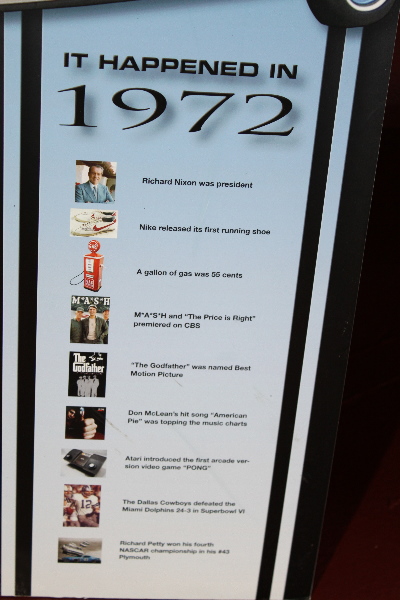 IT HAPPENED IN
1972
Richard Nixon was president
Nike released its first running shoe
A gallon of gas was 55 cents
M*A*S*H
M*A*S*H and "The Price is Right"
premiered on CBS
The
Godfather
"The Godfather" was named Best
Motion Picture
Don McLean's hit song "American
Pie" was topping the music charts
Atari introduced the first arcade ver-
sion video game "PONG"
12
The Dallas Cowboys defeated the
Miami Dolphins 24-3 in Superbowl VI
Richard Petty won his fourth
NASCAR championship in his #43
Plymouth